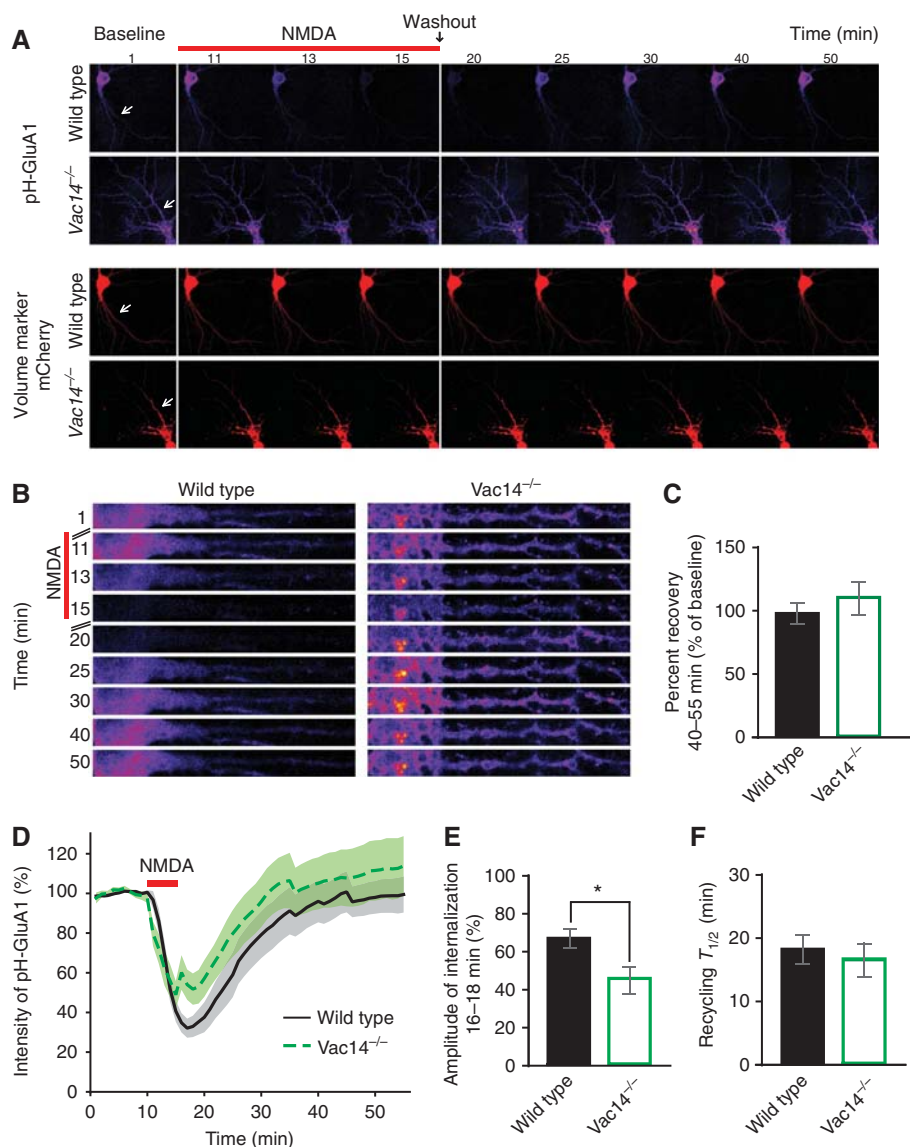 A
Baseline
NMDA
Washout
Time (min)
1
11
13
15
20
25
30
40
50
pH-GluA1
Wild type
Vac14−/−
Volume marker
mCherry
Wild type
Vac14−/−
B
Wild type
Vac14−/−
Time (min)
NMDA
1
11
13
15
20
25
30
40
50
C
Percent recovery
40–55 min (% of baseline)
150
100
50
0
Wild type
Vac14−/−
D
Intensity of pH-GluA1 (%)
120
100
80
60
40
20
0
NMDA
Wild type
Vac14−/−
0 10 20 30 40 50
Time (min)
E
Amplitude of internalization
16–18 min (%)
100
80
60
40
20
0
*
Wild type
Vac14−/−
F
Recycling T1/2 (min)
30
20
10
0
Wild type
Vac14−/−